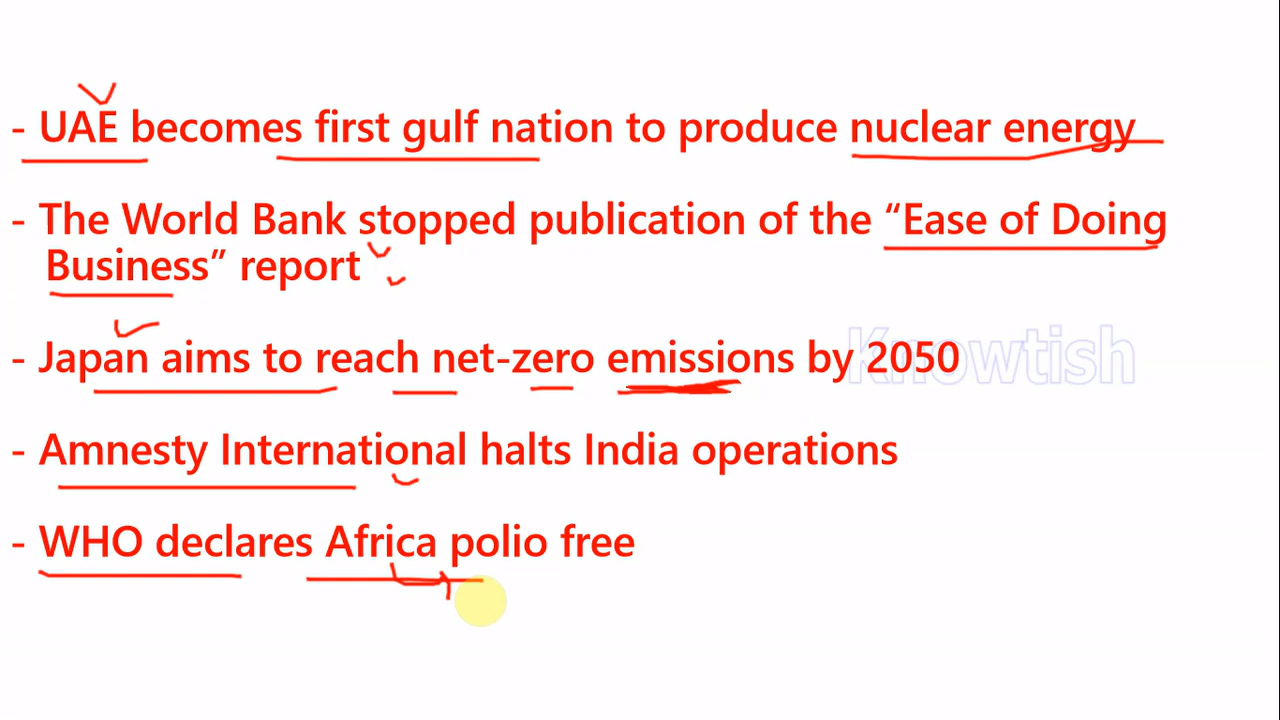 - UAE becomes first gulf nation to produce nuclear energy
- The World Bank stopped publication of the “Ease of Doing
Business” report
- Japan aims to reach net-zero emissions by 2050
Knowtish
- Amnesty International halts India operations
- WHO declares Africa polio free